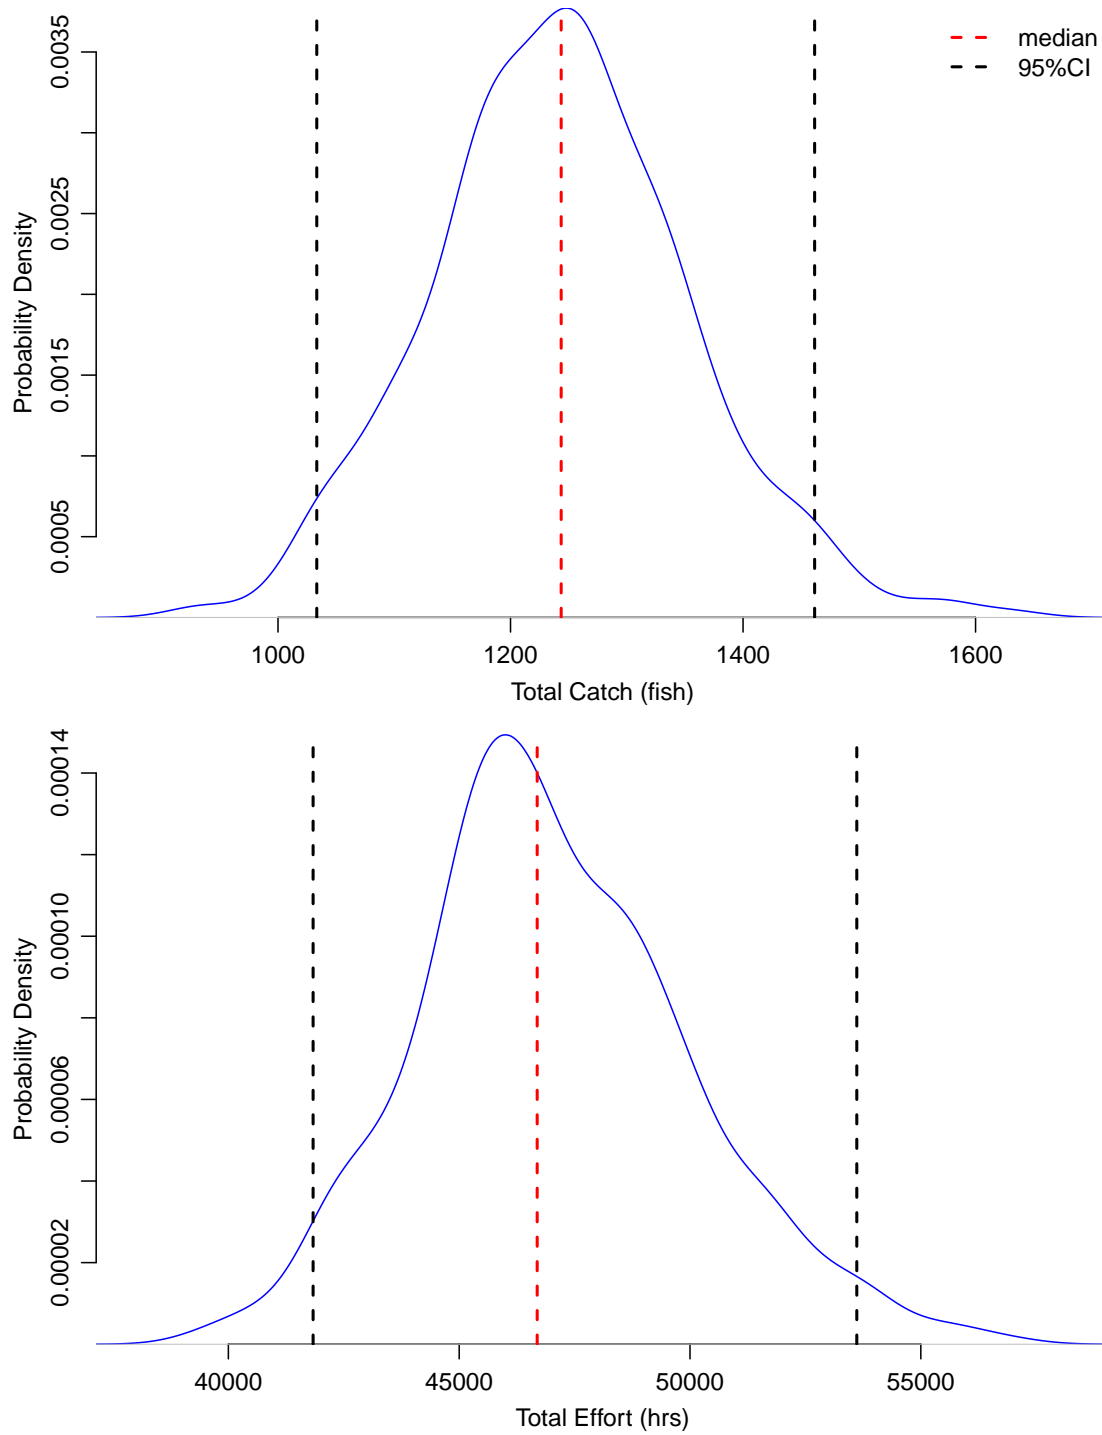 median
95%CI
Probability Density
0.0005
0.0015
0.0025
0.0035
1000 1200 1400 1600
Total Catch (fish)
Probability Density
0.00002
0.00006
0.00010
0.00014
40000 45000 50000 55000
Total Effort (hrs)